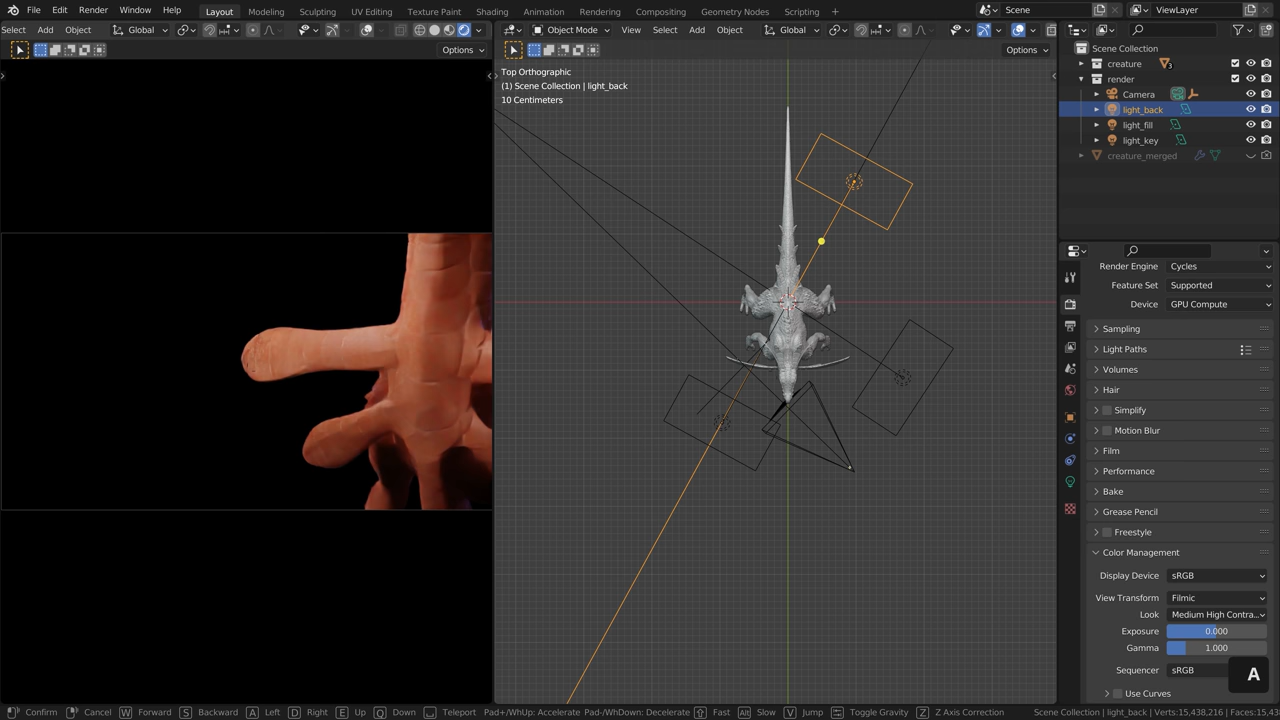 File Edit Render Window Help Layout Modeling Sculpting UV Editing Texture Paint Shading Animation Rendering Compositing Geometry Nodes Scripting + Scene ViewLayer
Select Add Object Global Object Mode View Select Add Object Global
Options Options
Top Orthographic
(1) Scene Collection | light_back
10 Centimeters
Scene Collection
creature 3
render
Camera
light_back
light_fill
light_key
creature_merged
Render Engine Cycles
Feature Set Supported
Device GPU Compute
Sampling
Light Paths
Volumes
Hair
Simplify
Motion Blur
Film
Performance
Bake
Grease Pencil
Freestyle
Color Management
Display Device sRGB
View Transform Filmic
Look Medium High Contra...
Exposure 0.000
Gamma 1.000
Sequencer sRGB
Use Curves
A
Confirm Cancel W Forward S Backward A Left D Right E Up Q Down Teleport Pad+/WhUp: Accelerate Pad-/WhDown: Decelerate Fast Alt Slow V Jump Toggle Gravity Z Z Axis Correction Scene Collection | light_back | Verts:15,438,216 | Faces:15,43